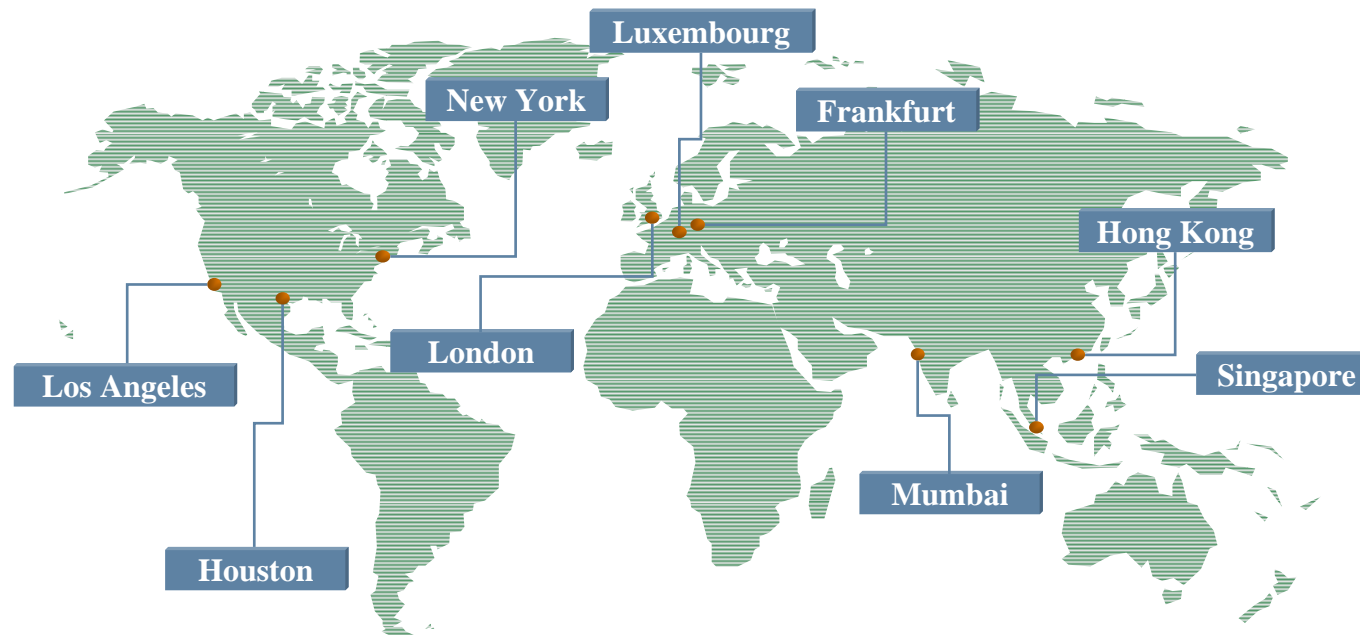 Luxembourg
New York
Frankfurt
Hong Kong
London
Singapore
Los Angeles
Mumbai
Houston